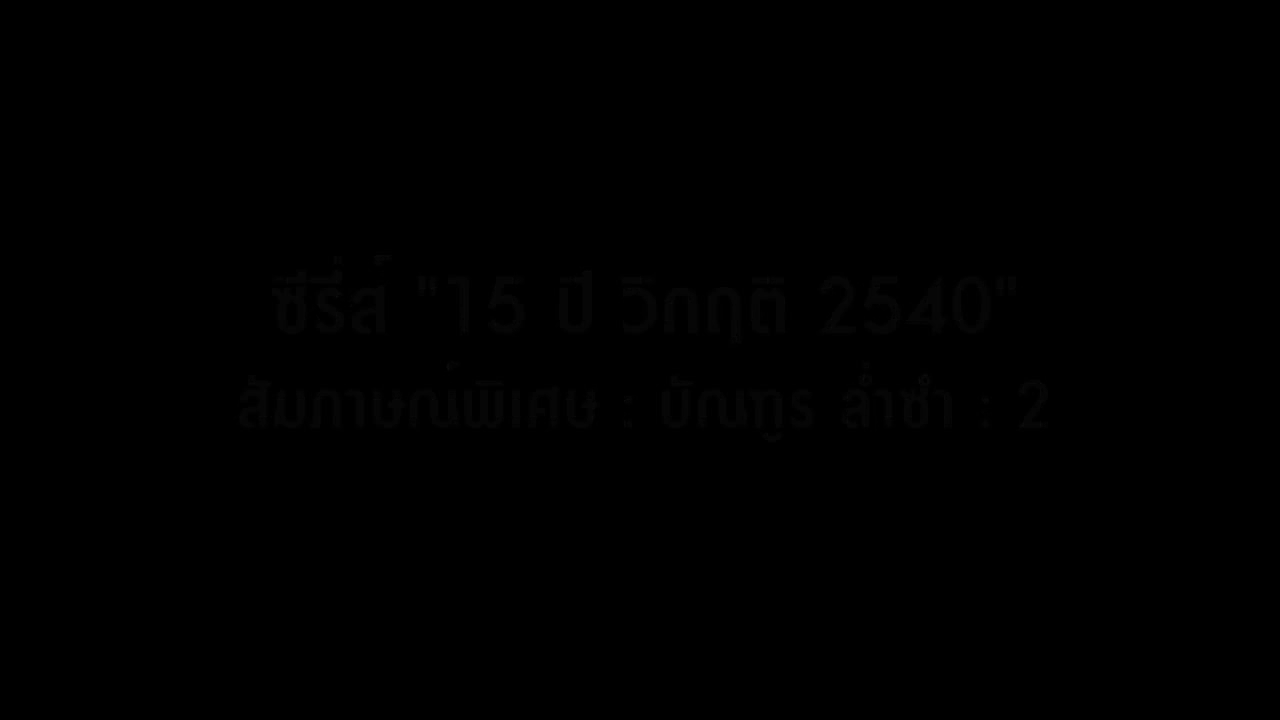 ซีรี่ส์ "15 ปี วิกฤติ 2540"
สัมภาษณ์พิเศษ : บัณฑูร ล่ำซำ : 2